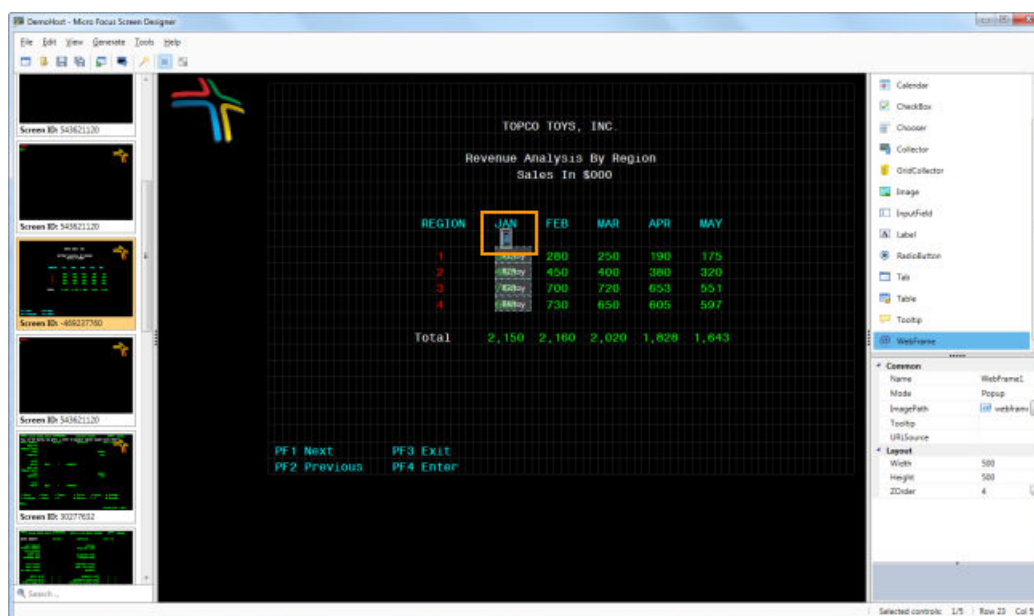 DemoHost - Micro Focus Screen Designer
File Edit View Generate Tools Help
Screen ID: 543621120
Screen ID: 543621120
Screen ID: -469237760
Screen ID: 543621120
Screen ID: 30277632
Search...
TOPCO TOYS, INC.
Revenue Analysis By Region
Sales In $000
REGION JAN FEB MAR APR MAY
1 280 250 190 175
2 450 400 380 320
3 700 720 653 551
4 730 650 605 597
Total 2,150 2,160 2,020 1,828 1,643
PF1 Next PF3 Exit
PF2 Previous PF4 Enter
Calendar
CheckBox
Chooser
Collector
GridCollector
Image
InputField
Label
RadioButton
Tab
Table
Tooltip
WebFrame
Common
Name WebFrame1
Mode Popup
ImagePath
Tooltip
URLSource
Layout
Width 500
Height 500
ZOrder 4
Selected controls: 1/5 Row 23